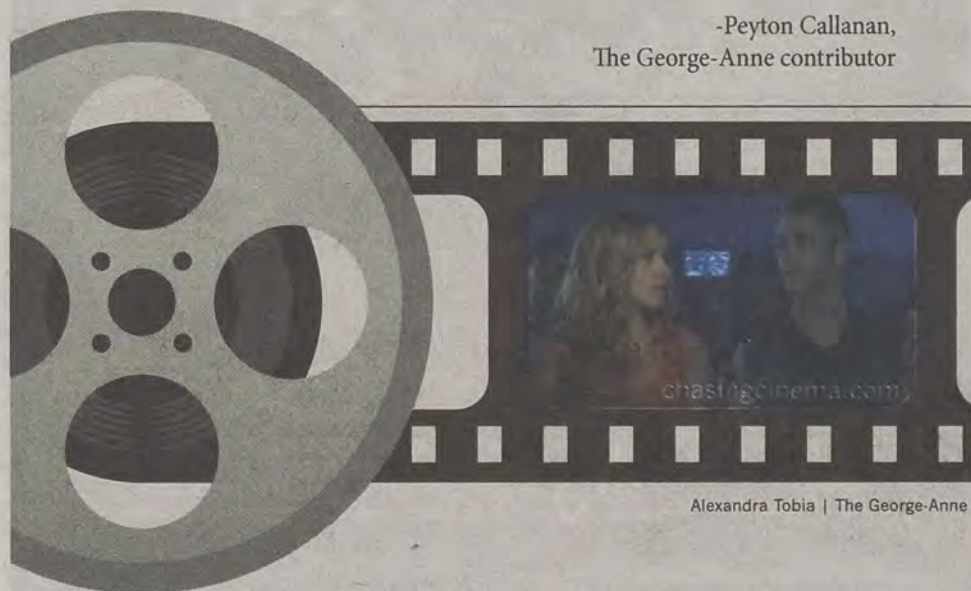 -Peyton Callanan,
The George-Anne contributor
chasingcinema.com
Alexandra Tobia | The George-Anne